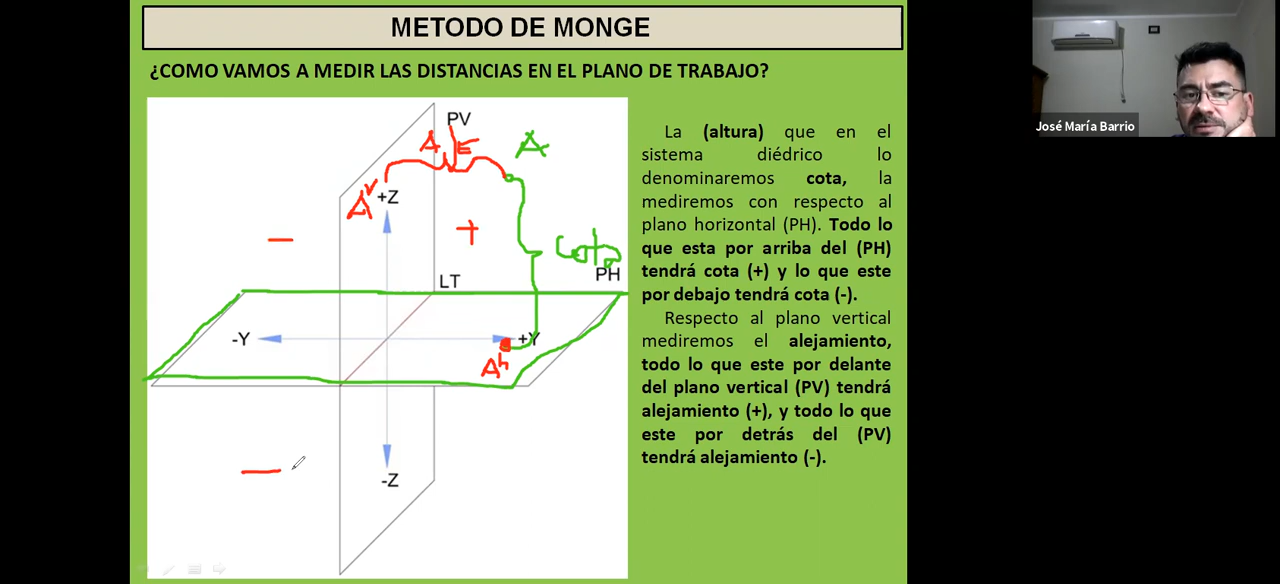 METODO DE MONGE
¿COMO VAMOS A MEDIR LAS DISTANCIAS EN EL PLANO DE TRABAJO?
PV
A
A
Av
+Z
+
-
Cota
PH
LT
-Y
+Y
Ah
-
-Z
La (altura) que en el
sistema diédrico lo
denominaremos cota, la
mediremos con respecto al
plano horizontal (PH). Todo lo
que esta por arriba del (PH)
tendrá cota (+) y lo que este
por debajo tendrá cota (-).
Respecto al plano vertical
mediremos el alejamiento,
todo lo que este por delante
del plano vertical (PV) tendrá
alejamiento (+), y todo lo que
este por detrás del (PV)
tendrá alejamiento (-).
José María Barrio